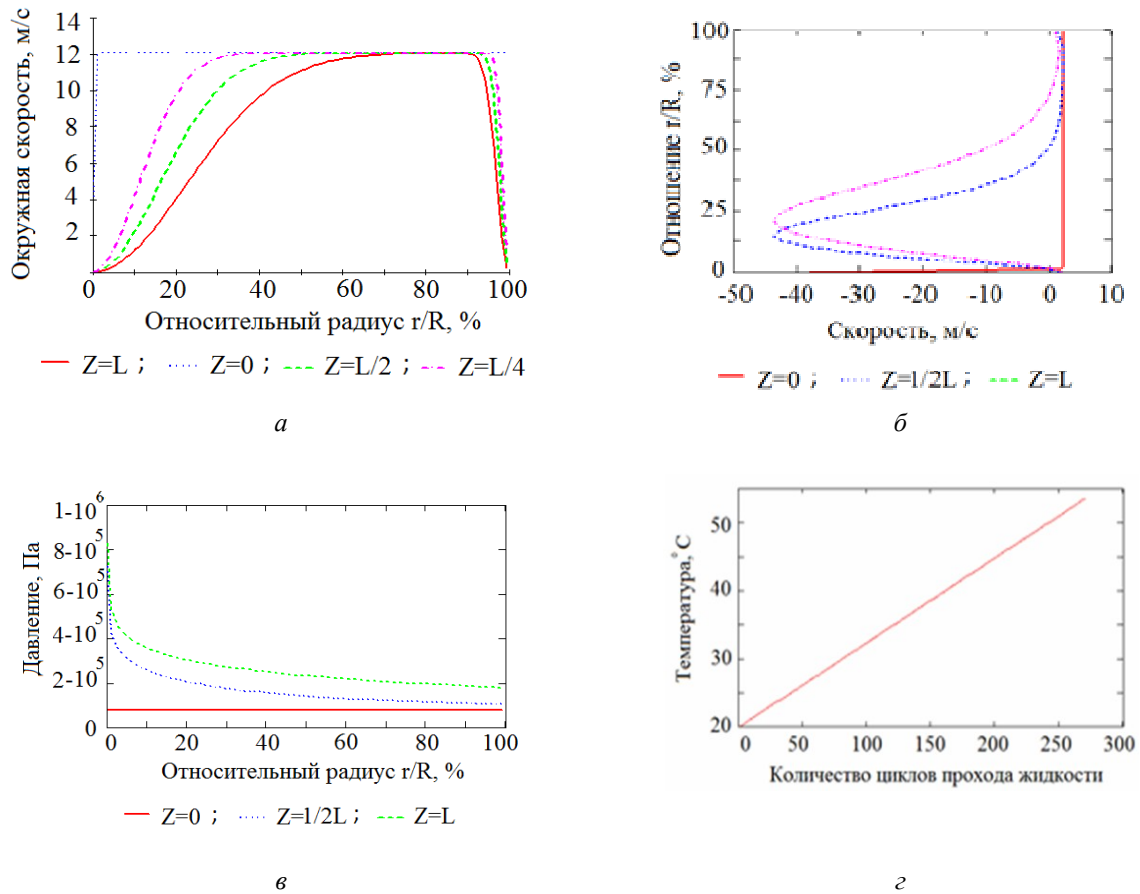 Окружная скорость, м/с
14
12
10
8
6
4
2
0 20 40 60 80 100
Относительный радиус r/R, %
Z=L ; Z=0 ; Z=L/2 ; Z=L/4
а
Отношение r/R, %
100
75
50
25
0
-50 -40 -30 -20 -10 0 10
Скорость, м/с
Z=0 ; Z=1/2L ; Z=L
б
Давление, Па
1-10^6
8-10^5
6-10^5
4-10^5
2-10^5
0
0 20 40 60 80 100
Относительный радиус r/R, %
Z=0 ; Z=1/2L ; Z=L
в
Температура,°С
50
40
30
20
0 50 100 150 200 250 300
Количество циклов прохода жидкости
г